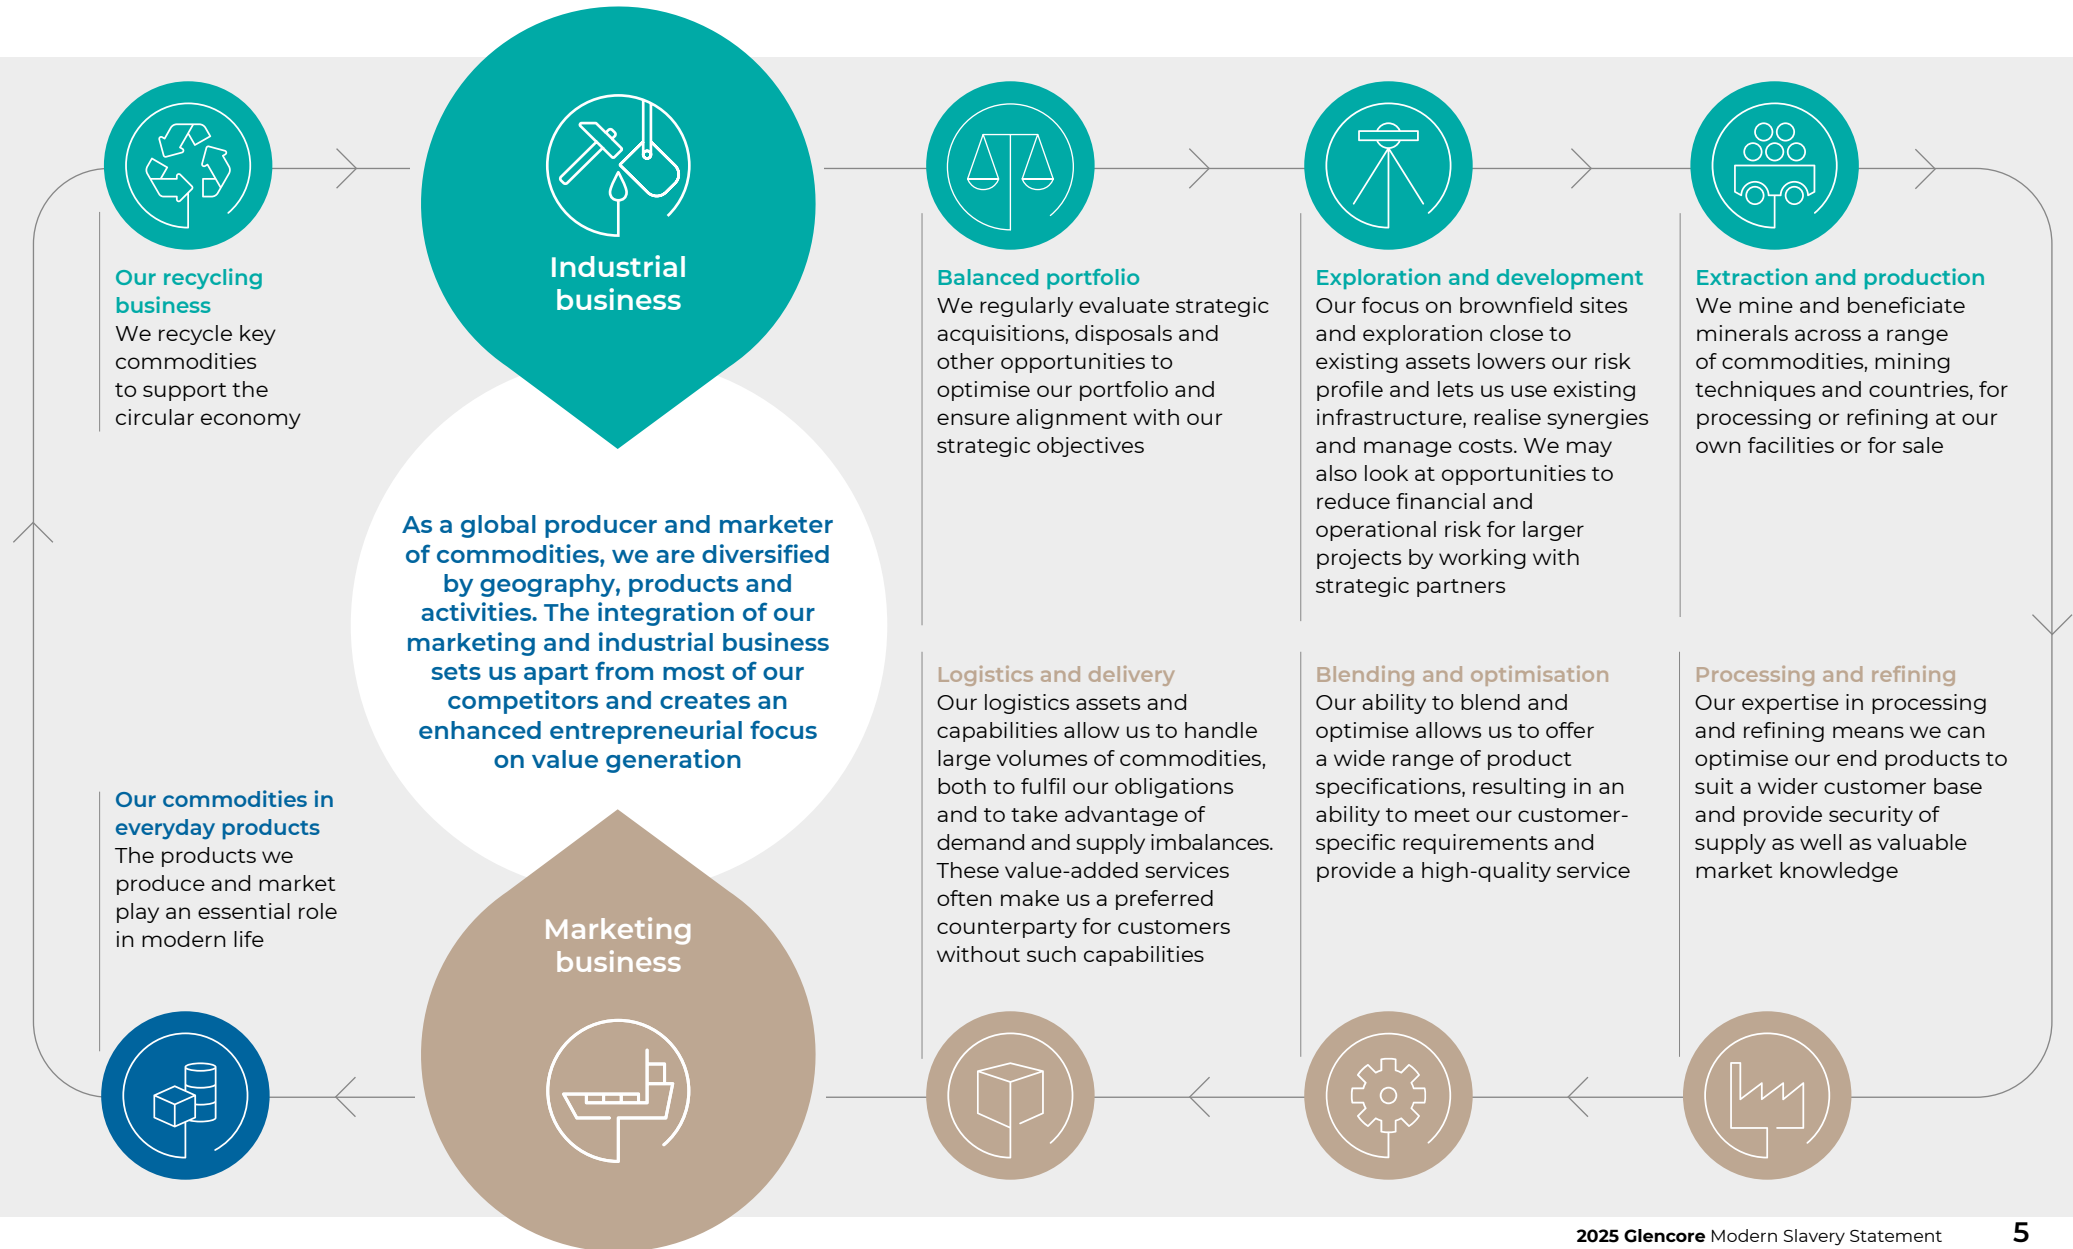 Our recycling
business
We recycle key
commodities
to support the
circular economy
Industrial
business
Balanced portfolio
We regularly evaluate strategic
acquisitions, disposals and
other opportunities to
optimise our portfolio and
ensure alignment with our
strategic objectives
Exploration and development
Our focus on brownfield sites
and exploration close to
existing assets lowers our risk
profile and lets us use existing
infrastructure, realise synergies
and manage costs. We may
also look at opportunities to
reduce financial and
operational risk for larger
projects by working with
strategic partners
Extraction and production
We mine and beneficiate
minerals across a range
of commodities, mining
techniques and countries, for
processing or refining at our
own facilities or for sale
As a global producer and marketer
of commodities, we are diversified
by geography, products and
activities. The integration of our
marketing and industrial business
sets us apart from most of our
competitors and creates an
enhanced entrepreneurial focus
on value generation
Our commodities in
everyday products
The products we
produce and market
play an essential role
in modern life
Marketing
business
Logistics and delivery
Our logistics assets and
capabilities allow us to handle
large volumes of commodities,
both to fulfil our obligations
and to take advantage of
demand and supply imbalances.
These value-added services
often make us a preferred
counterparty for customers
without such capabilities
Blending and optimisation
Our ability to blend and
optimise allows us to offer
a wide range of product
specifications, resulting in an
ability to meet our customer-
specific requirements and
provide a high-quality service
Processing and refining
Our expertise in processing
and refining means we can
optimise our end products to
suit a wider customer base
and provide security of
supply as well as valuable
market knowledge
2025 Glencore Modern Slavery Statement 5